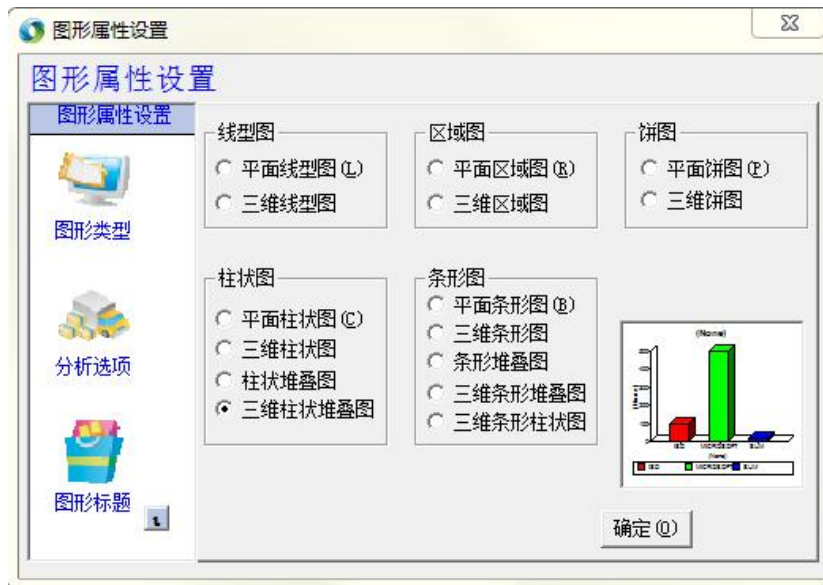 图形属性设置
图形属性设置
图形属性设置
图形类型
分析选项
图形标题
线型图
平面线型图(L)
三维线型图
区域图
平面区域图(R)
三维区域图
饼图
平面饼图(P)
三维饼图
柱状图
平面柱状图(C)
三维柱状图
柱状堆叠图
三维柱状堆叠图
条形图
平面条形图(B)
三维条形图
条形堆叠图
三维条形堆叠图
三维条形柱状图
(None)
MICROSOFT
(None)
MICROSOFT
确定(O)